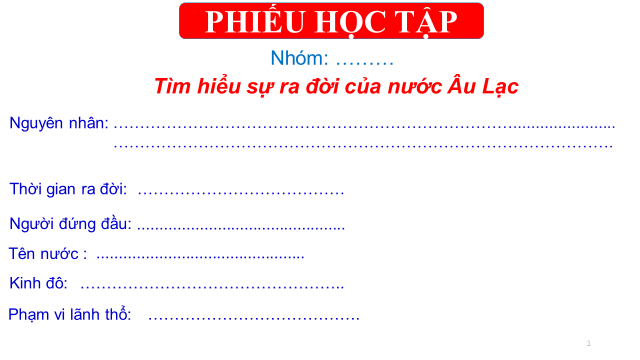 PHIẾU HỌC TẬP
Nhóm: ………
Tìm hiểu sự ra đời của nước Âu Lạc
Nguyên nhân: …………………………………………………………………......................
………………………………………………………………………………….
Thời gian ra đời: …………………………………
Người đứng đầu: ...............................................
Tên nước : ...............................................
Kinh đô: …………………………………………..
Phạm vi lãnh thổ: ………………………………….
1